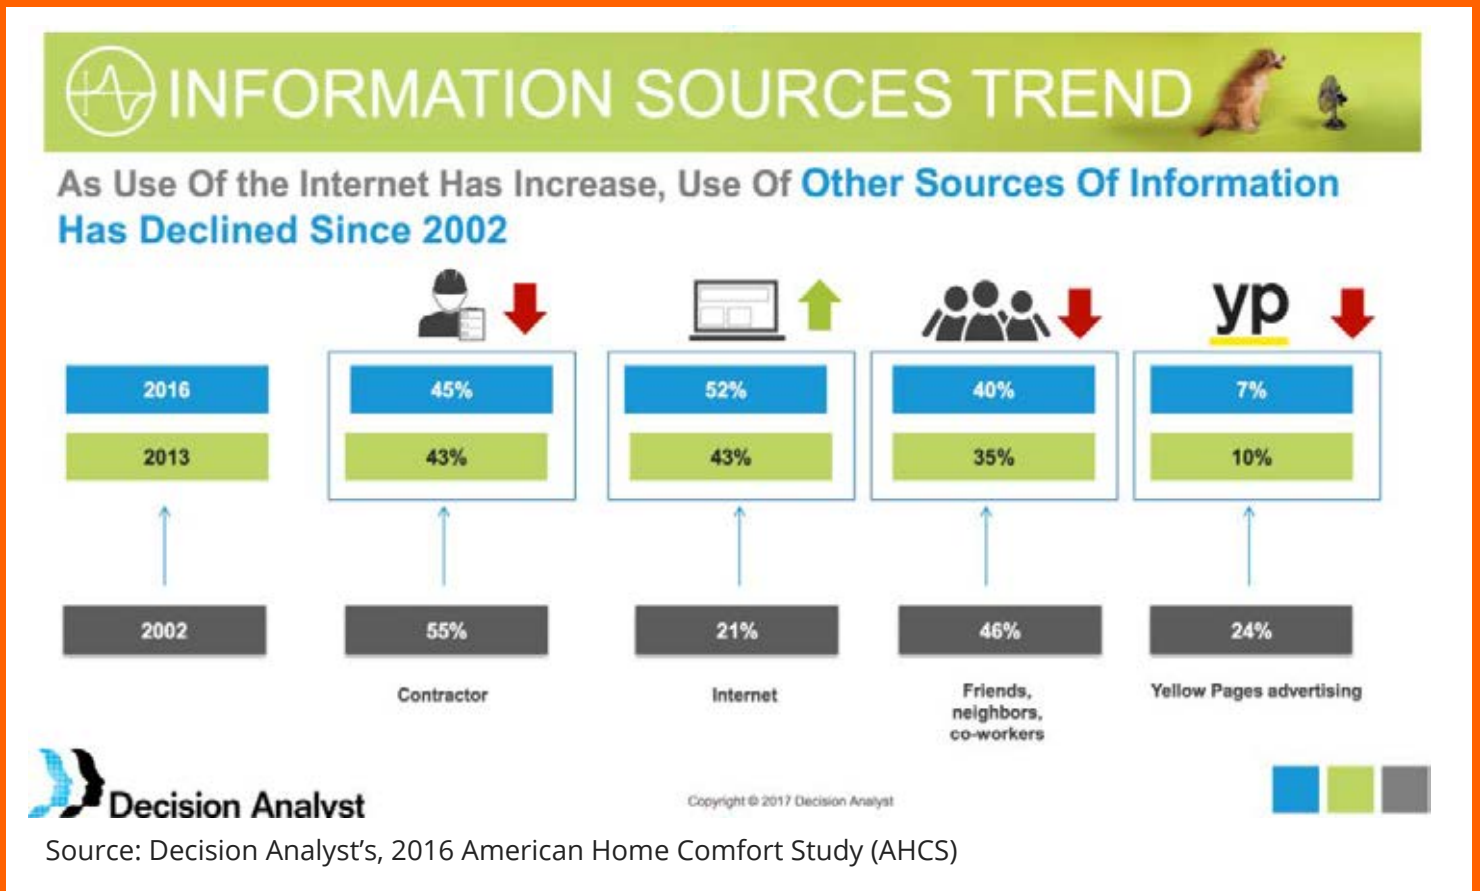 INFORMATION SOURCES TREND
As Use Of the Internet Has Increase, Use Of Other Sources Of Information
Has Declined Since 2002
yp
2016 45% 52% 40% 7%
2013 43% 43% 35% 10%
2002 55% 21% 46% 24%
Contractor Internet Friends, Yellow Pages advertising
neighbors,
co-workers
Decision Analyst
Copyright © 2017 Decision Analyst
Source: Decision Analyst’s, 2016 American Home Comfort Study (AHCS)